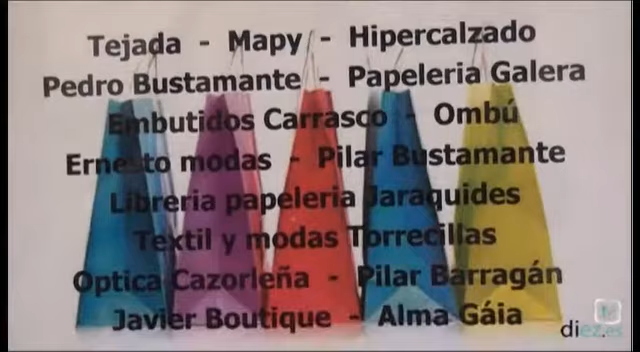 Tejada - Mapy - Hipercalzado
Pedro Bustamante - Papeleria Galera
Embutidos Carrasco - Ombú
Ernesto modas - Pilar Bustamante
Libreria papeleria Jaraquides
Textil y modas Torrecillas
Optica Cazorleña - Pilar Barragán
Javier Boutique - Alma Gáia
diez.es